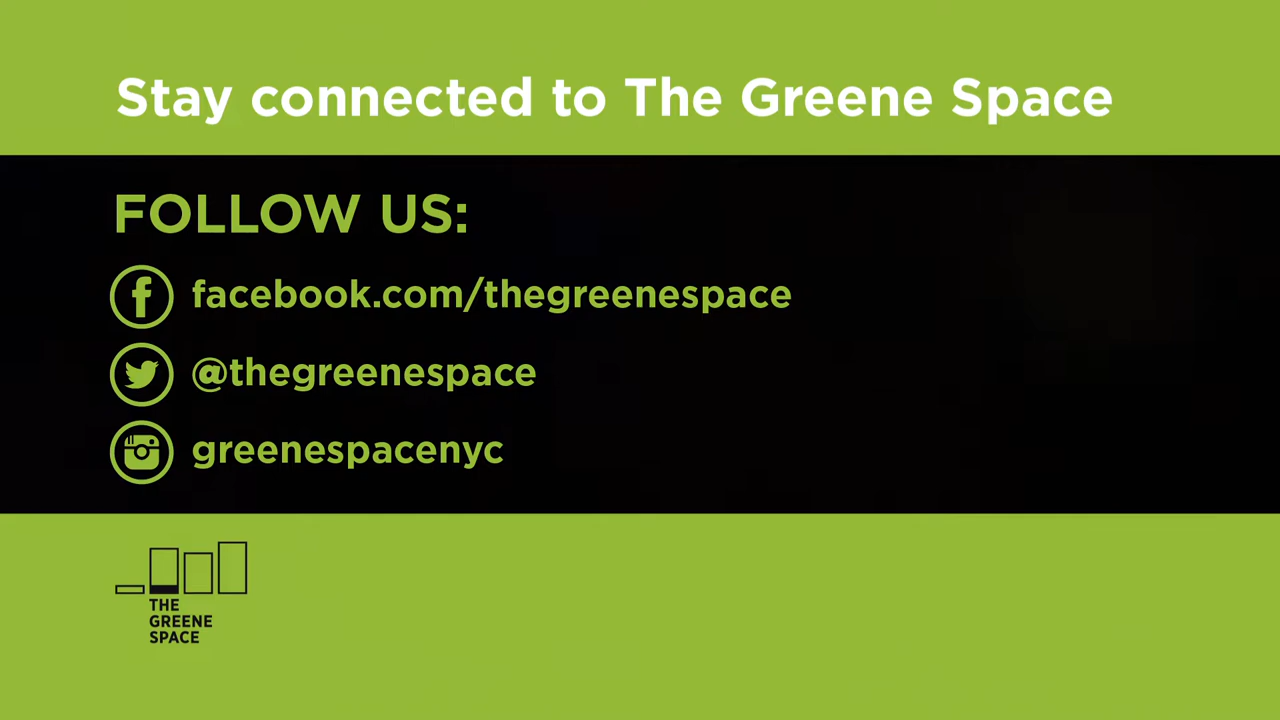 Stay connected to The Greene Space
FOLLOW US:
facebook.com/thegreenespace
@thegreenespace
greenespacenyc
THE
GREENE
SPACE